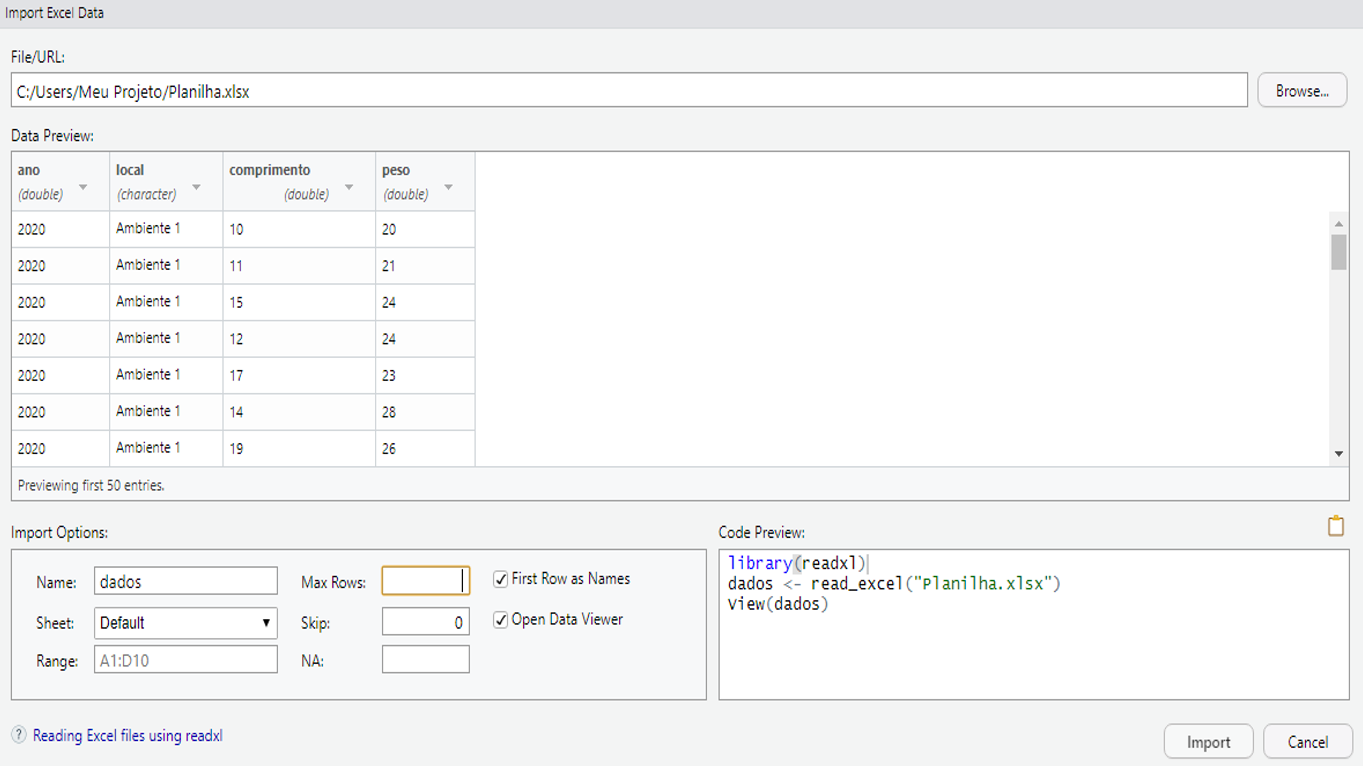 Import Excel Data
File/URL:
C:/Users/Meu Projeto/Planilha.xlsx
Browse...
Data Preview:
ano local comprimento peso
(double) (character) (double) (double)
2020 Ambiente 1 10 20
2020 Ambiente 1 11 21
2020 Ambiente 1 15 24
2020 Ambiente 1 12 24
2020 Ambiente 1 17 23
2020 Ambiente 1 14 28
2020 Ambiente 1 19 26
Previewing first 50 entries.
Import Options:
Name: dados Max Rows: First Row as Names
Sheet: Default Skip: 0 Open Data Viewer
Range: A1:D10 NA:
Code Preview:
library(readxl)
dados <- read_excel("Planilha.xlsx")
View(dados)
? Reading Excel files using readxl
Import Cancel